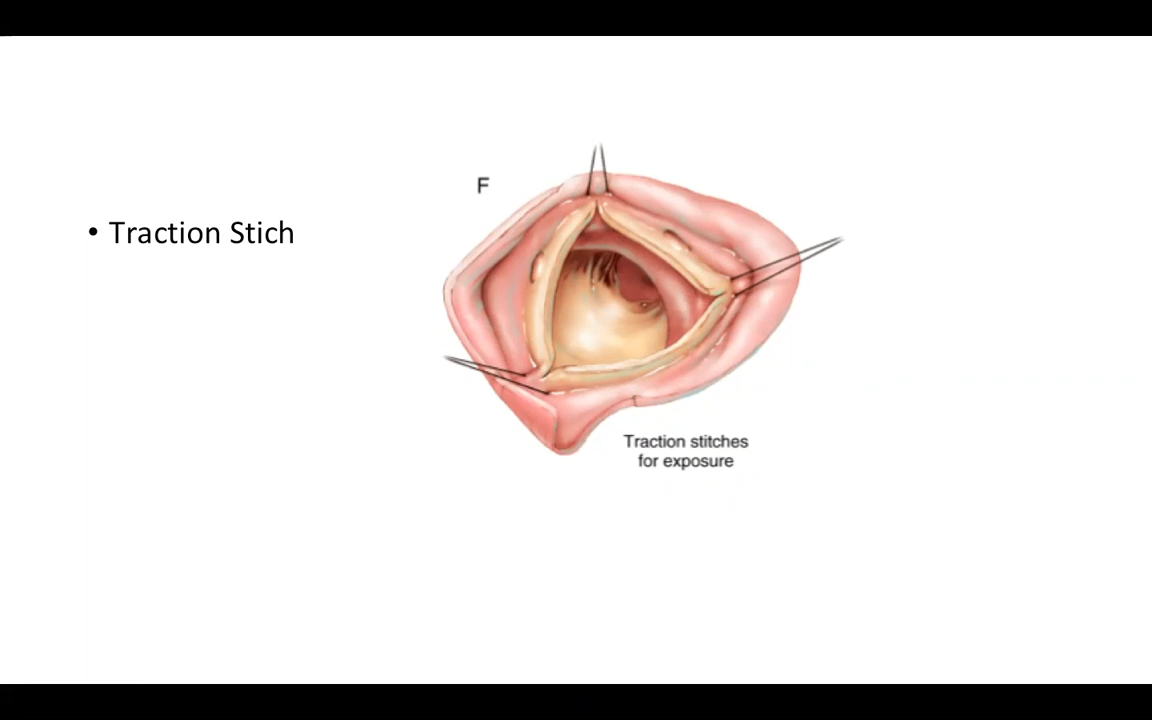 • Traction Stich
F
Traction stitches
for exposure